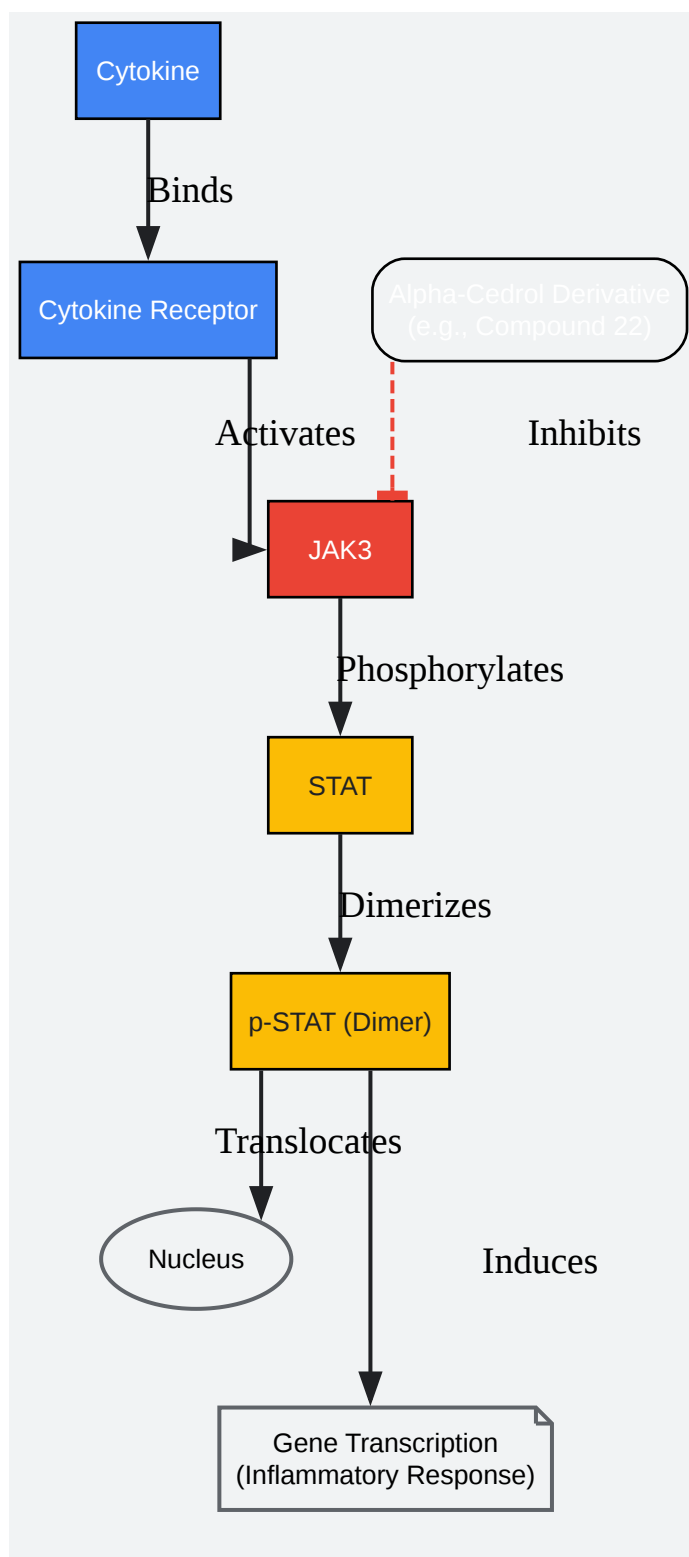 Cytokine
Binds
Cytokine Receptor
Alpha-Cedrol Derivative
(e.g., Compound 22)
Activates
Inhibits
JAK3
Phosphorylates
STAT
Dimerizes
p-STAT (Dimer)
Translocates
Nucleus
Induces
Gene Transcription
(Inflammatory Response)